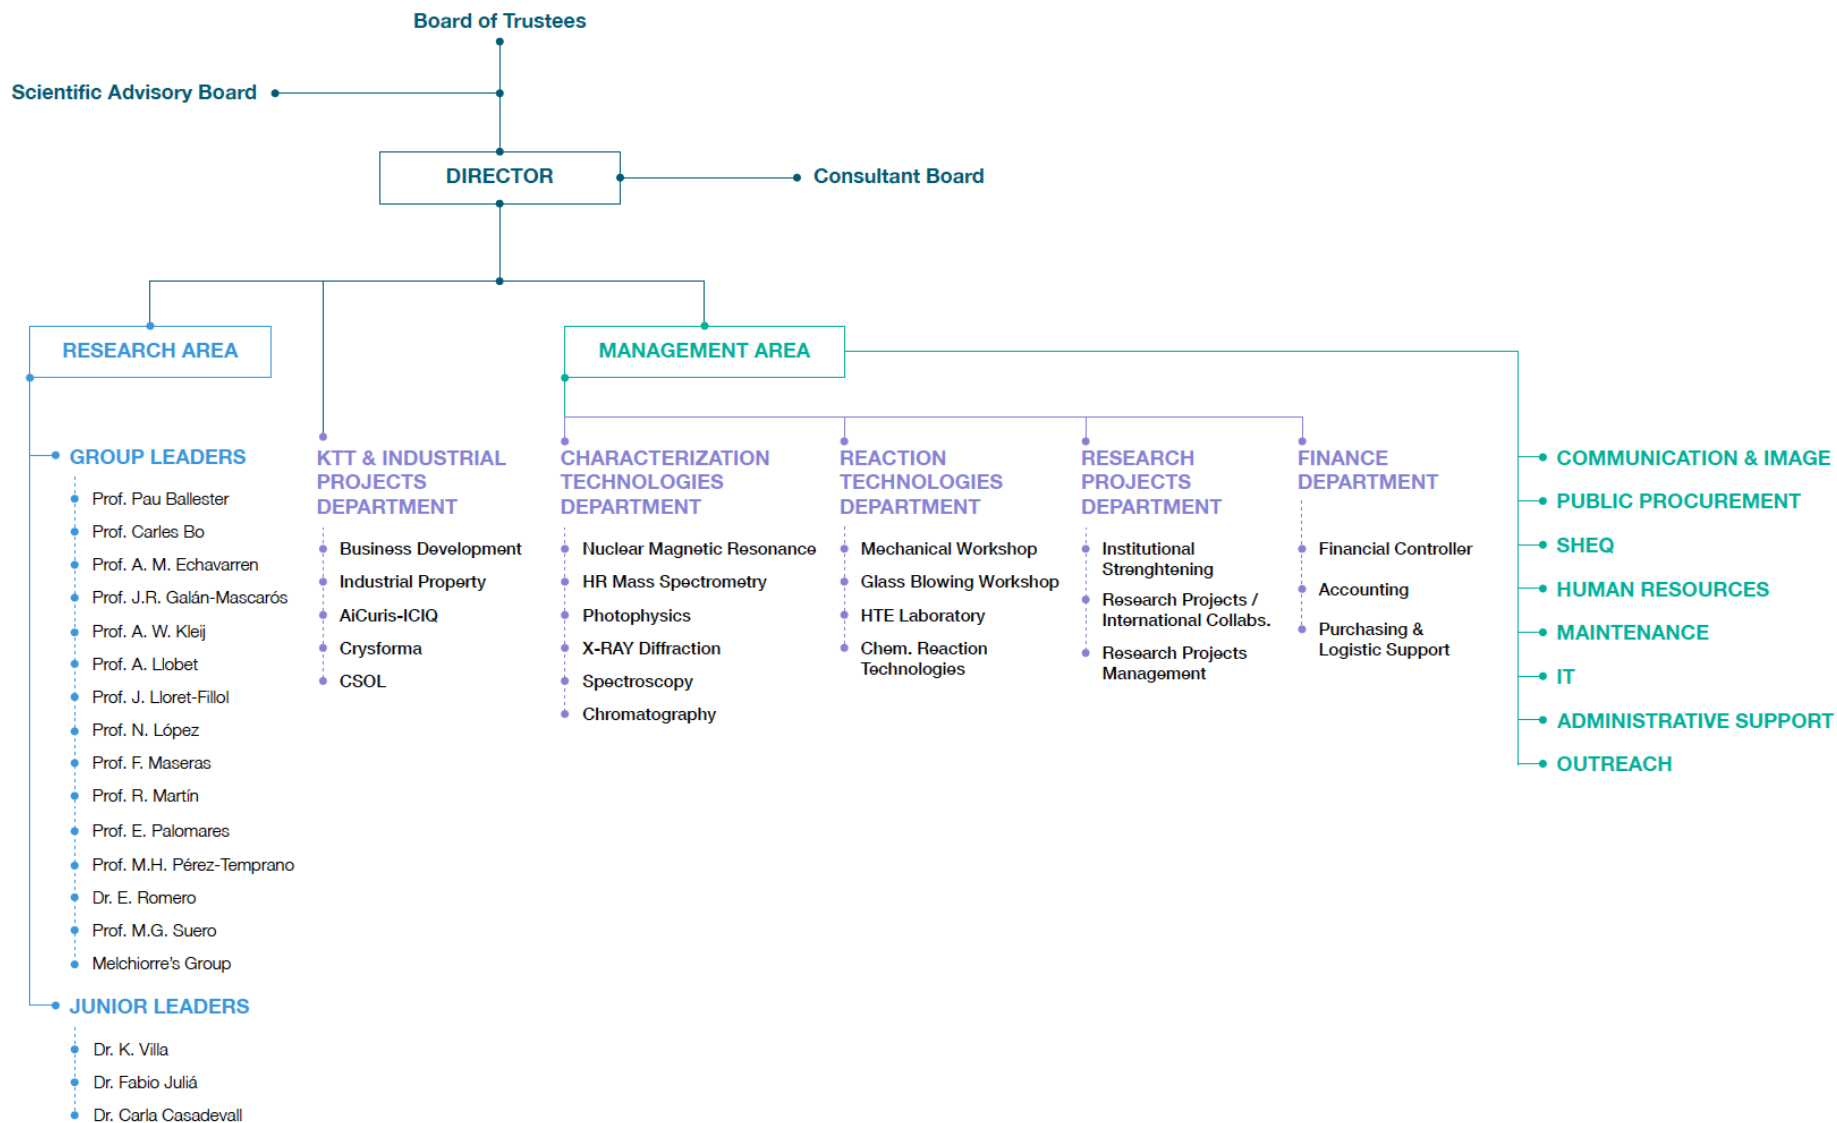 Board of Trustees
Scientific Advisory Board
DIRECTOR
Consultant Board
RESEARCH AREA
MANAGEMENT AREA
GROUP LEADERS
Prof. Pau Ballester
Prof. Carles Bo
Prof. A. M. Echavarren
Prof. J.R. Galán-Mascarós
Prof. A. W. Kleij
Prof. A. Llobet
Prof. J. Lloret-Fillol
Prof. N. López
Prof. F. Maseras
Prof. R. Martín
Prof. E. Palomares
Prof. M.H. Pérez-Temprano
Dr. E. Romero
Prof. M.G. Suero
Melchiorre's Group
JUNIOR LEADERS
Dr. K. Villa
Dr. Fabio Juliá
Dr. Carla Casadevall
KTT & INDUSTRIAL
PROJECTS
DEPARTMENT
Business Development
Industrial Property
AiCuris-ICIQ
Crysforma
CSOL
CHARACTERIZATION
TECHNOLOGIES
DEPARTMENT
Nuclear Magnetic Resonance
HR Mass Spectrometry
Photophysics
X-RAY Diffraction
Spectroscopy
Chromatography
REACTION
TECHNOLOGIES
DEPARTMENT
Mechanical Workshop
Glass Blowing Workshop
HTE Laboratory
Chem. Reaction
Technologies
RESEARCH
PROJECTS
DEPARTMENT
Institutional
Strenghtening
Research Projects /
International Collabs.
Research Projects
Management
FINANCE
DEPARTMENT
Financial Controller
Accounting
Purchasing &
Logistic Support
COMMUNICATION & IMAGE
PUBLIC PROCUREMENT
SHEQ
HUMAN RESOURCES
MAINTENANCE
IT
ADMINISTRATIVE SUPPORT
OUTREACH